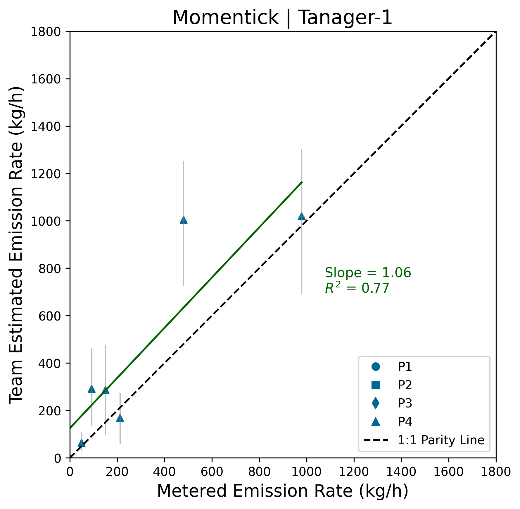 Momentick | Tanager-1
Team Estimated Emission Rate (kg/h)
1800
1600
1400
1200
1000
800
600
400
200
0
Slope = 1.06
R² = 0.77
P1
P2
P3
P4
1:1 Parity Line
0 200 400 600 800 1000 1200 1400 1600 1800
Metered Emission Rate (kg/h)